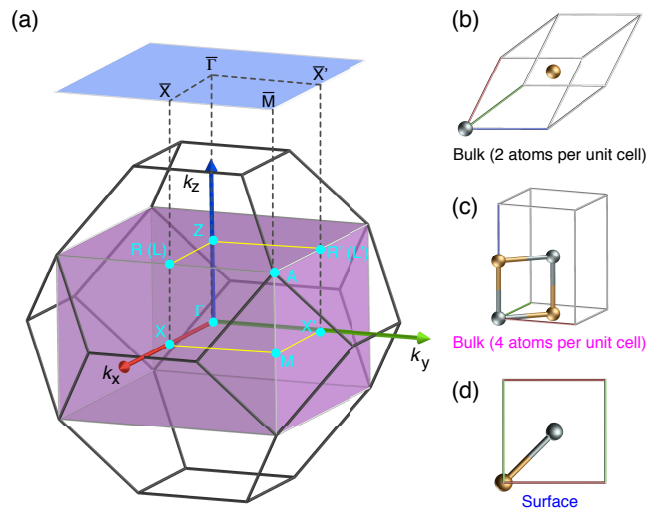 (a)
Γ̅
X̅
X̅'
M̅
k_z
Z
R (L)
R' (L')
A
Γ
X
X'
M
k_x
k_y
(b)
Bulk (2 atoms per unit cell)
(c)
Bulk (4 atoms per unit cell)
(d)
Surface